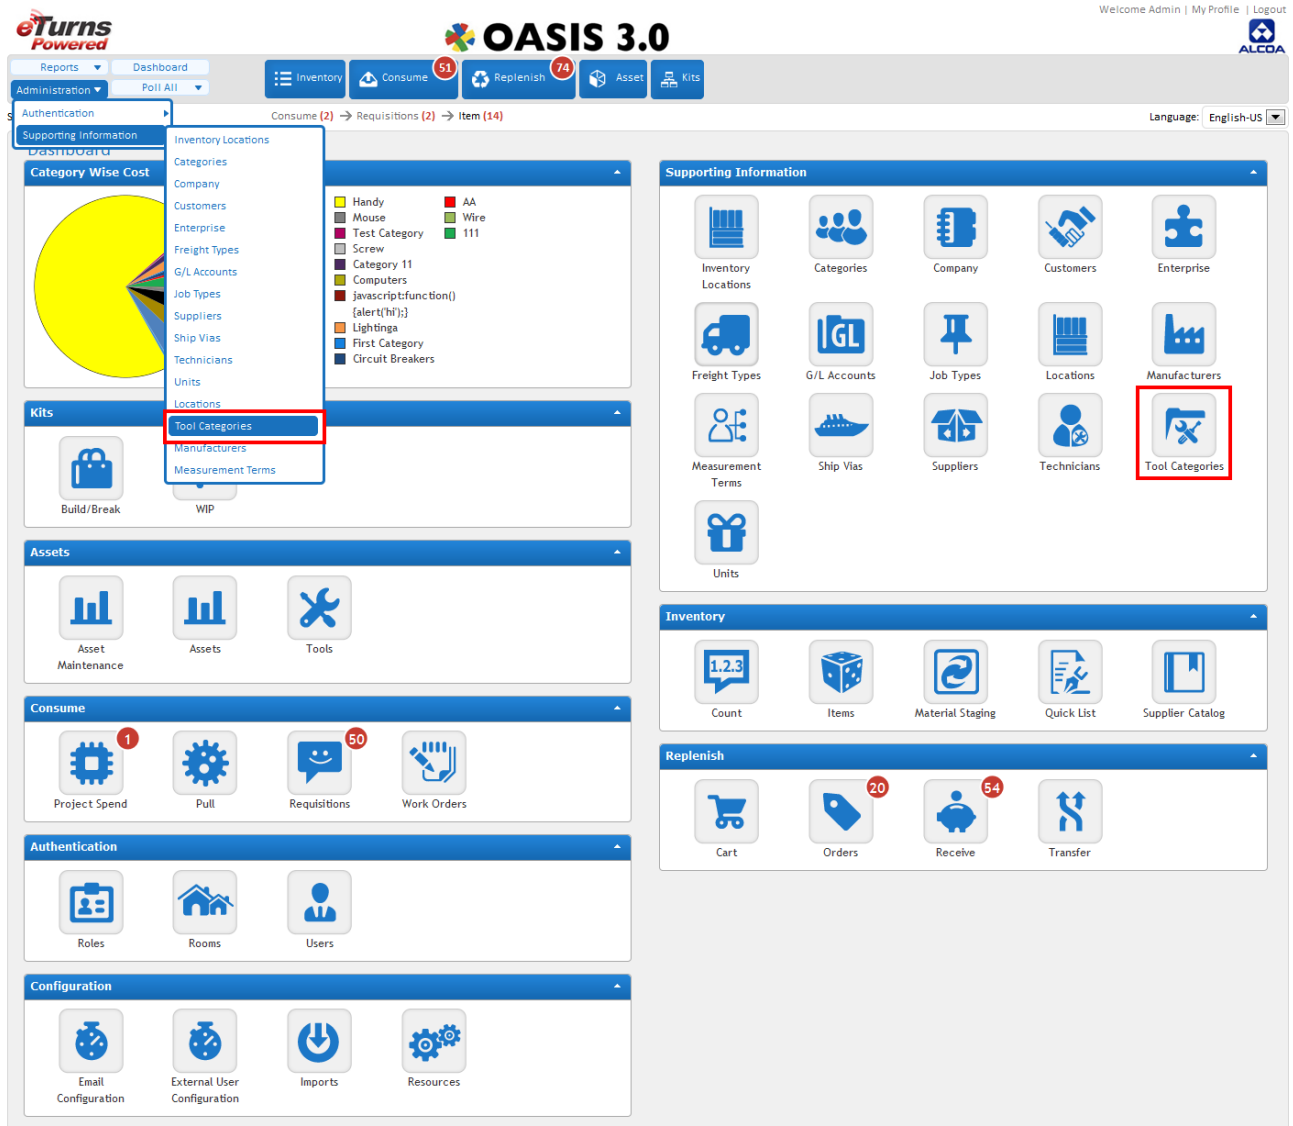 Welcome Admin | My Profile | Logout
eTurns
Powered
OASIS 3.0
ALCOA
Reports
Dashboard
Administration
Poll All
Inventory
Consume
51
Replenish
74
Asset
Kits
Consume (2) → Requisitions (2) → Item (14)
Language: English-US
Authentication
Supporting Information
Inventory Locations
Categories
Company
Customers
Enterprise
Freight Types
G/L Accounts
Job Types
Suppliers
Ship Vias
Technicians
Units
Locations
Tool Categories
Manufacturers
Measurement Terms
Dashboard
Category Wise Cost
Handy
Mouse
Test Category
Screw
Category 11
Computers
javascript:function()
{alert('hi');}
Lightinga
First Category
Circuit Breakers
AA
Wire
111
Kits
Build/Break
WIP
Assets
Asset
Maintenance
Assets
Tools
Consume
1
50
Project Spend
Pull
Requisitions
Work Orders
Authentication
Roles
Rooms
Users
Configuration
Email
Configuration
External User
Configuration
Imports
Resources
Supporting Information
Inventory
Locations
Categories
Company
Customers
Enterprise
GL
Freight Types
G/L Accounts
Job Types
Locations
Manufacturers
Measurement
Terms
Ship Vias
Suppliers
Technicians
Tool Categories
Units
Inventory
1.2.3
Count
Items
Material Staging
Quick List
Supplier Catalog
Replenish
20
54
Cart
Orders
Receive
Transfer